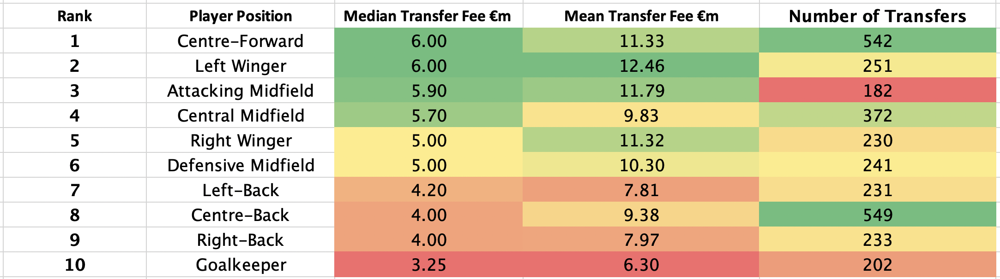 Rank Player Position Median Transfer Fee €m Mean Transfer Fee €m Number of Transfers
1 Centre-Forward 6.00 11.33 542
2 Left Winger 6.00 12.46 251
3 Attacking Midfield 5.90 11.79 182
4 Central Midfield 5.70 9.83 372
5 Right Winger 5.00 11.32 230
6 Defensive Midfield 5.00 10.30 241
7 Left-Back 4.20 7.81 231
8 Centre-Back 4.00 9.38 549
9 Right-Back 4.00 7.97 233
10 Goalkeeper 3.25 6.30 202